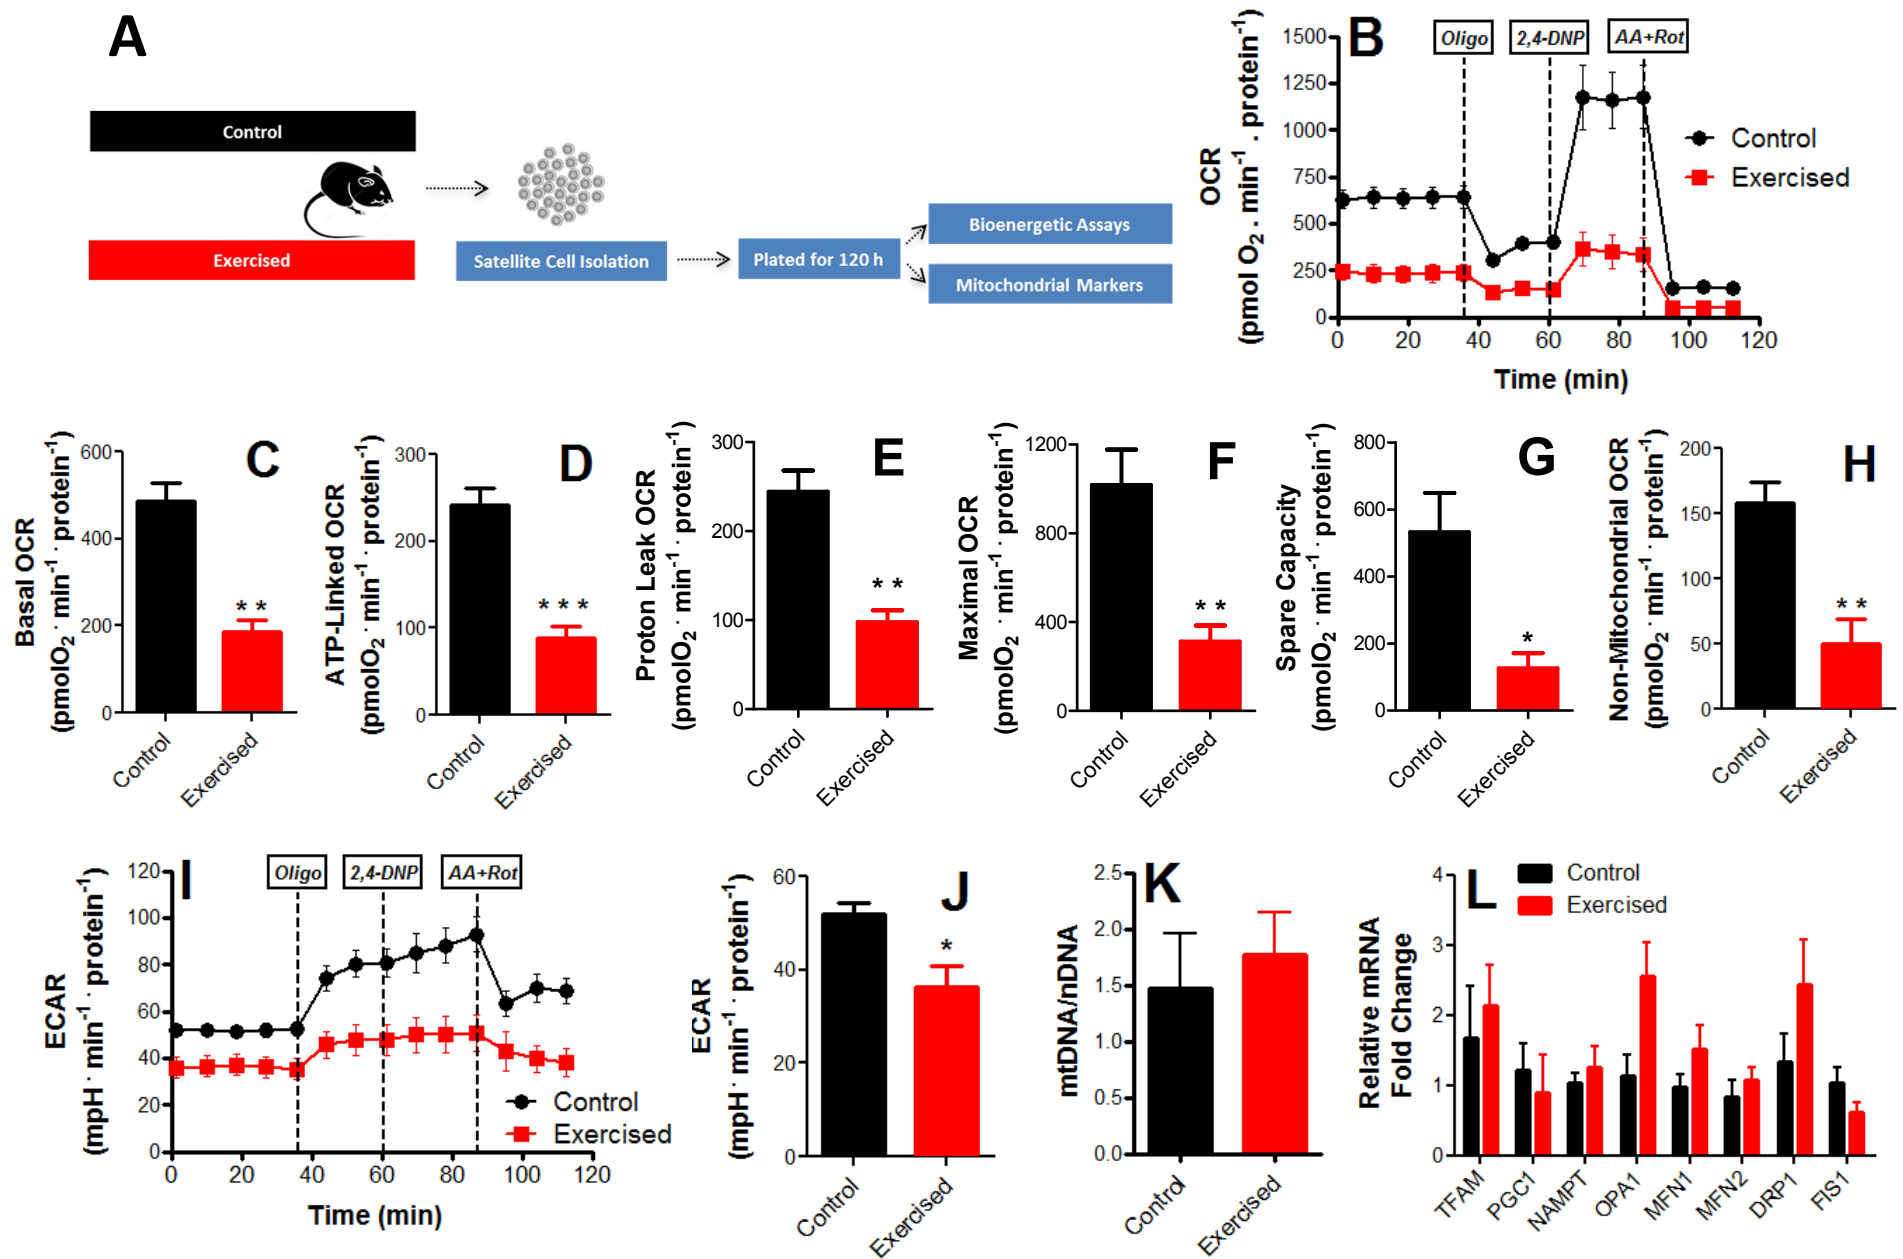 A
Control
Exercised
Satellite Cell Isolation
Plated for 120 h
Bioenergetic Assays
Mitochondrial Markers
B
OCR
(pmol O2 . min-1 . protein-1)
1500
1250
1000
750
500
250
0
Oligo
2,4-DNP
AA+Rot
Control
Exercised
0 20 40 60 80 100 120
Time (min)
C
Basal OCR
(pmolO2 · min-1 · protein-1)
600
400
200
0
* *
Control
Exercised
D
ATP-Linked OCR
(pmolO2 · min-1 · protein-1)
300
200
100
0
* * *
Control
Exercised
E
Proton Leak OCR
(pmolO2 · min-1 · protein-1)
300
200
100
0
* *
Control
Exercised
F
Maximal OCR
(pmolO2 · min-1 · protein-1)
1200
800
400
0
* *
Control
Exercised
G
Spare Capacity
(pmolO2 · min-1 · protein-1)
800
600
400
200
0
*
Control
Exercised
H
Non-Mitochondrial OCR
(pmolO2 · min-1 · protein-1)
200
150
100
50
0
* *
Control
Exercised
I
ECAR
(mpH · min-1 · protein-1)
120
100
80
60
40
20
0
Oligo
2,4-DNP
AA+Rot
Control
Exercised
0 20 40 60 80 100 120
Time (min)
J
ECAR
(mpH · min-1 · protein-1)
60
40
20
0
*
Control
Exercised
K
mtDNA/nDNA
2.5
2.0
1.5
1.0
0.5
0.0
Control
Exercised
L
Relative mRNA
Fold Change
4
3
2
1
0
Control
Exercised
TFAM
PGC1
NAMPT
OPA1
MFN1
MFN2
DRP1
FIS1